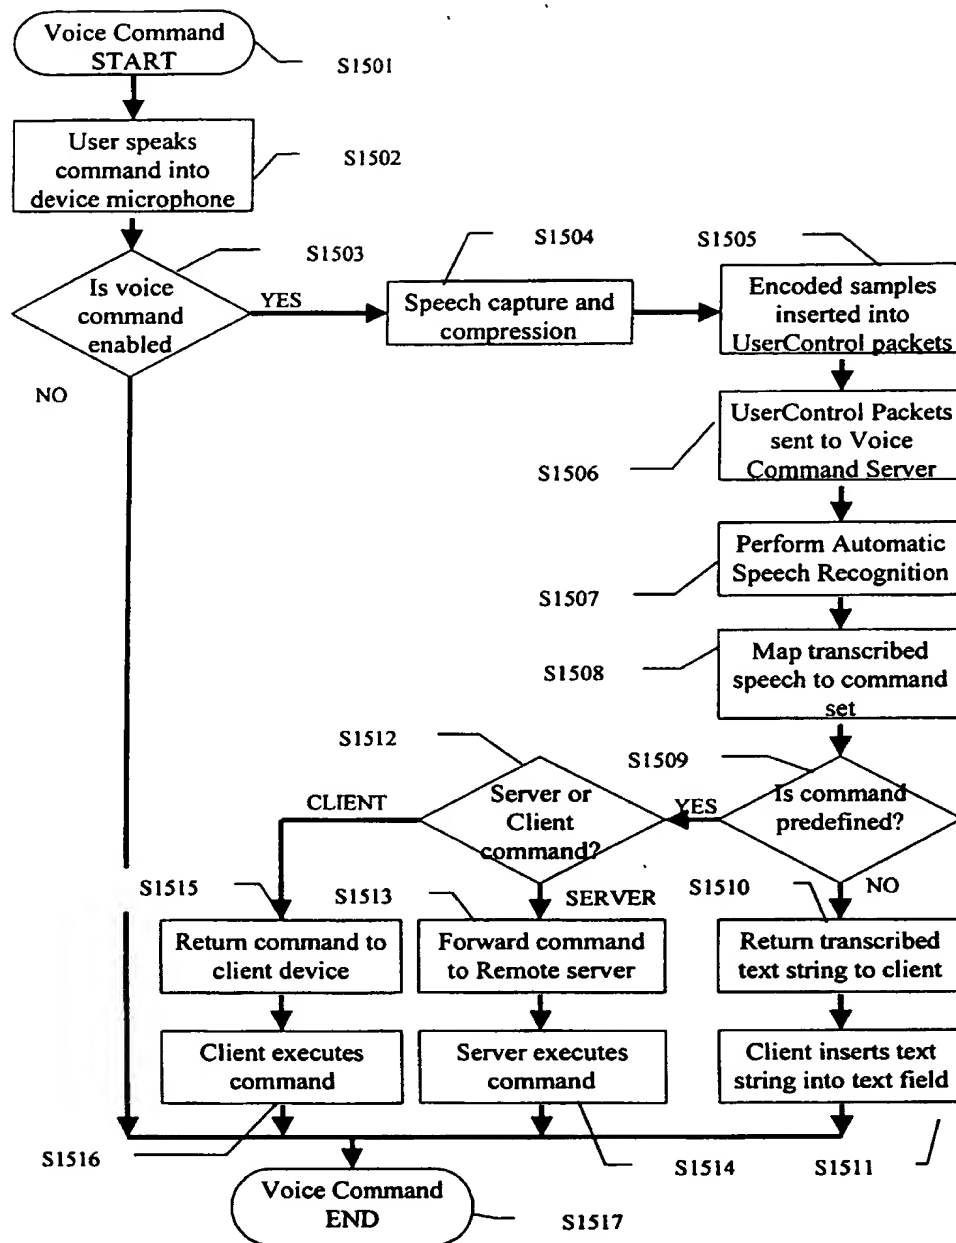 Voice Command
START
S1501
User speaks
command into
device microphone
S1502
Is voice
command
enabled
S1503
YES
NO
Speech capture and
compression
S1504
Encoded samples
inserted into
UserControl packets
S1505
UserControl Packets
sent to Voice
Command Server
S1506
Perform Automatic
Speech Recognition
S1507
Map transcribed
speech to command
set
S1508
Is command
predefined?
S1509
YES
NO
Server or
Client
command?
S1512
CLIENT
SERVER
Return command to
client device
S1515
Forward command
to Remote server
S1513
Return transcribed
text string to client
S1510
Client executes
command
S1516
Server executes
command
S1514
Client inserts text
string into text field
S1511
Voice Command
END
S1517